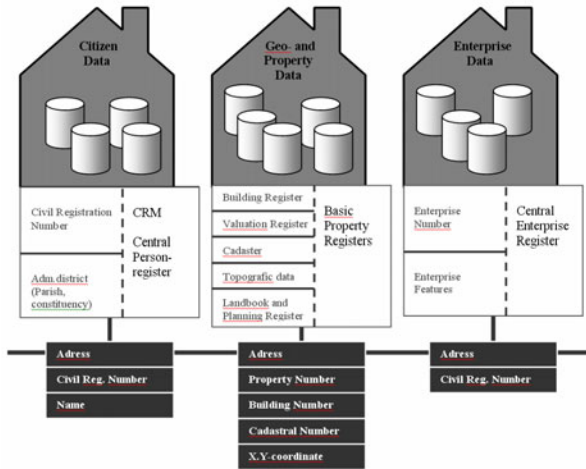 Citizen
Data
Geo- and
Property
Data
Enterprise
Data
Civil Registration
Number
Adm.district
(Parish,
constituency)
CRM
Central
Person-
register
Building Register
Valuation Register
Cadaster
Topografic data
Landbook and
Planning Register
Basic
Property
Registers
Enterprise
Number
Enterprise
Features
Central
Enterprise
Register
Adress
Civil Reg. Number
Name
Adress
Property Number
Building Number
Cadastral Number
X.Y-coordinate
Adress
Civil Reg. Number